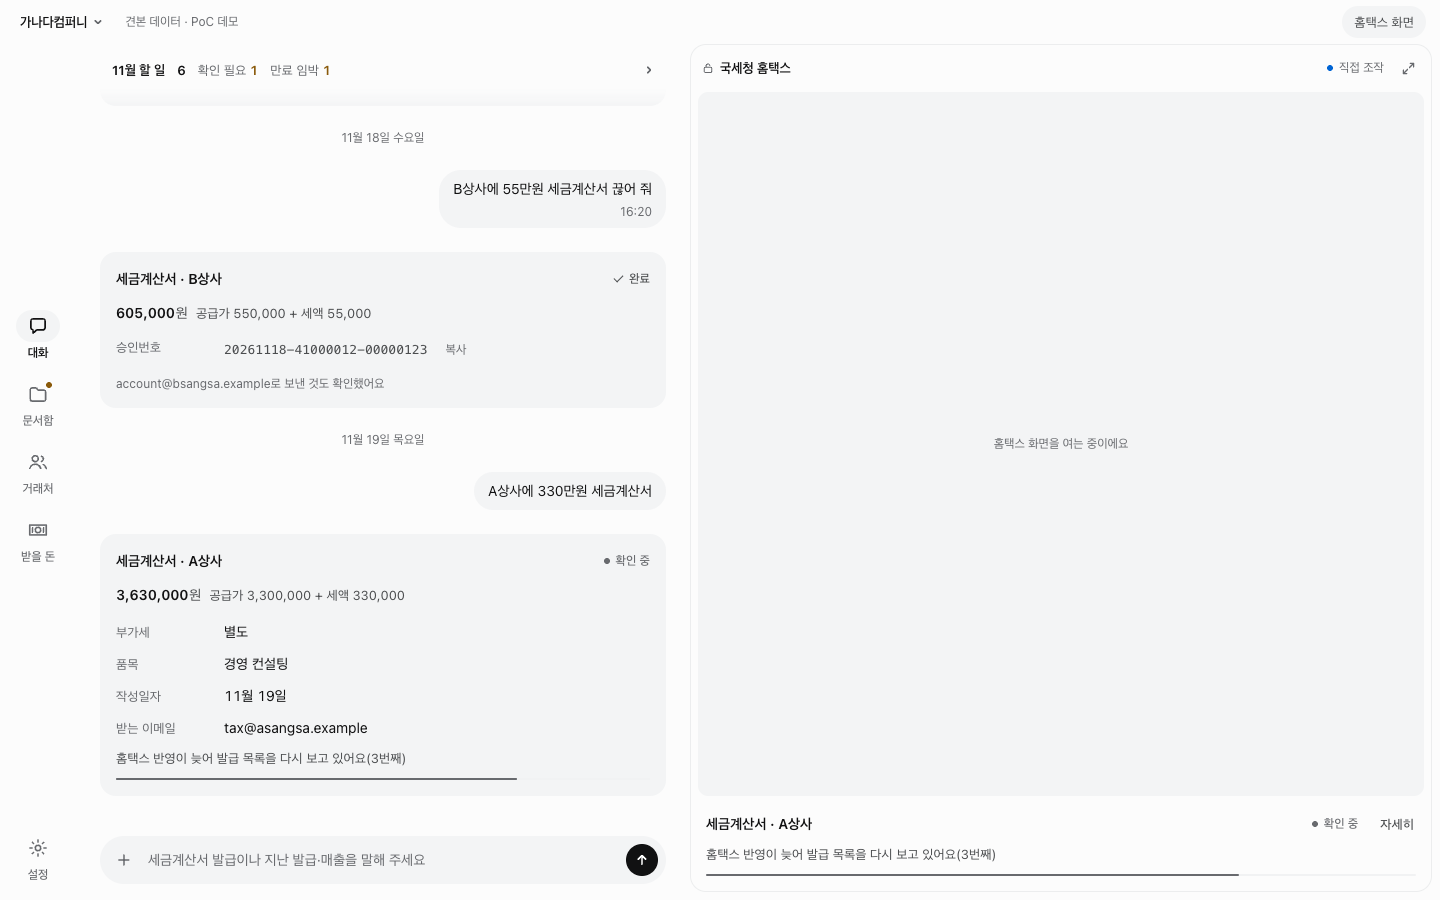 가나다컴퍼니
견본 데이터 · PoC 데모
홈택스 화면
11월 할 일 6 확인 필요 1 만료 임박 1
11월 18일 수요일
B상사에 55만원 세금계산서 끊어 줘
16:20
세금계산서 · B상사
완료
605,000원 공급가 550,000 + 세액 55,000
승인번호 20261118-41000012-00000123 복사
account@bsangsa.example로 보낸 것도 확인했어요
11월 19일 목요일
A상사에 330만원 세금계산서
세금계산서 · A상사
확인 중
3,630,000원 공급가 3,300,000 + 세액 330,000
부가세 별도
품목 경영 컨설팅
작성일자 11월 19일
받는 이메일 tax@asangsa.example
홈택스 반영이 늦어 발급 목록을 다시 보고 있어요(3번째)
세금계산서 발급이나 지난 발급·매출을 말해 주세요
대화
문서함
거래처
받을 돈
설정
국세청 홈택스
직접 조작
홈택스 화면을 여는 중이에요
세금계산서 · A상사
확인 중
자세히
홈택스 반영이 늦어 발급 목록을 다시 보고 있어요(3번째)